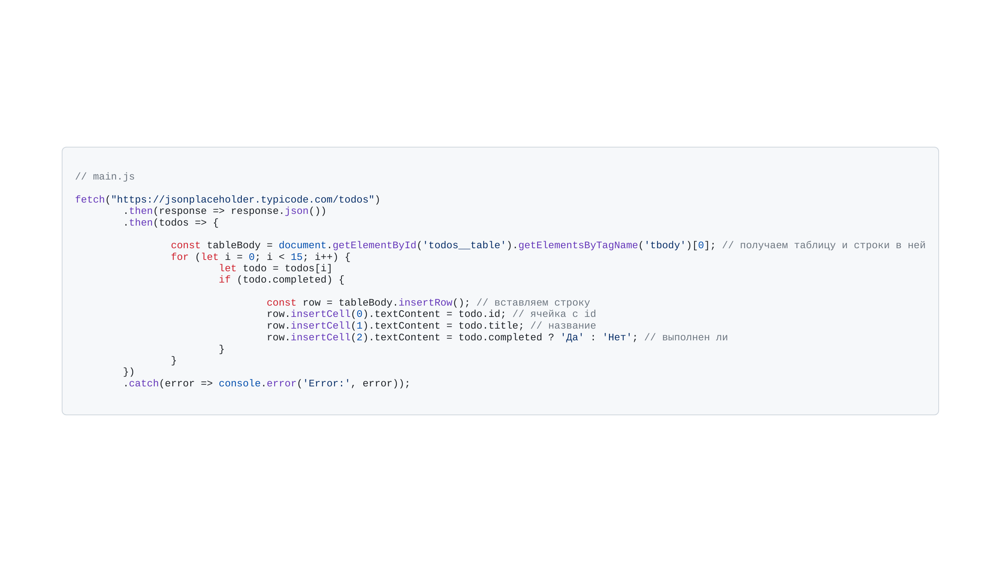 // main.js
fetch("https://jsonplaceholder.typicode.com/todos")
.then(response => response.json())
.then(todos => {
const tableBody = document.getElementById('todos__table').getElementsByTagName('tbody')[0]; // получаем таблицу и строки в ней
for (let i = 0; i < 15; i++) {
let todo = todos[i]
if (todo.completed) {
const row = tableBody.insertRow(); // вставляем строку
row.insertCell(0).textContent = todo.id; // ячейка с id
row.insertCell(1).textContent = todo.title; // название
row.insertCell(2).textContent = todo.completed ? 'Да' : 'Нет'; // выполнен ли
}
}
})
.catch(error => console.error('Error:', error));